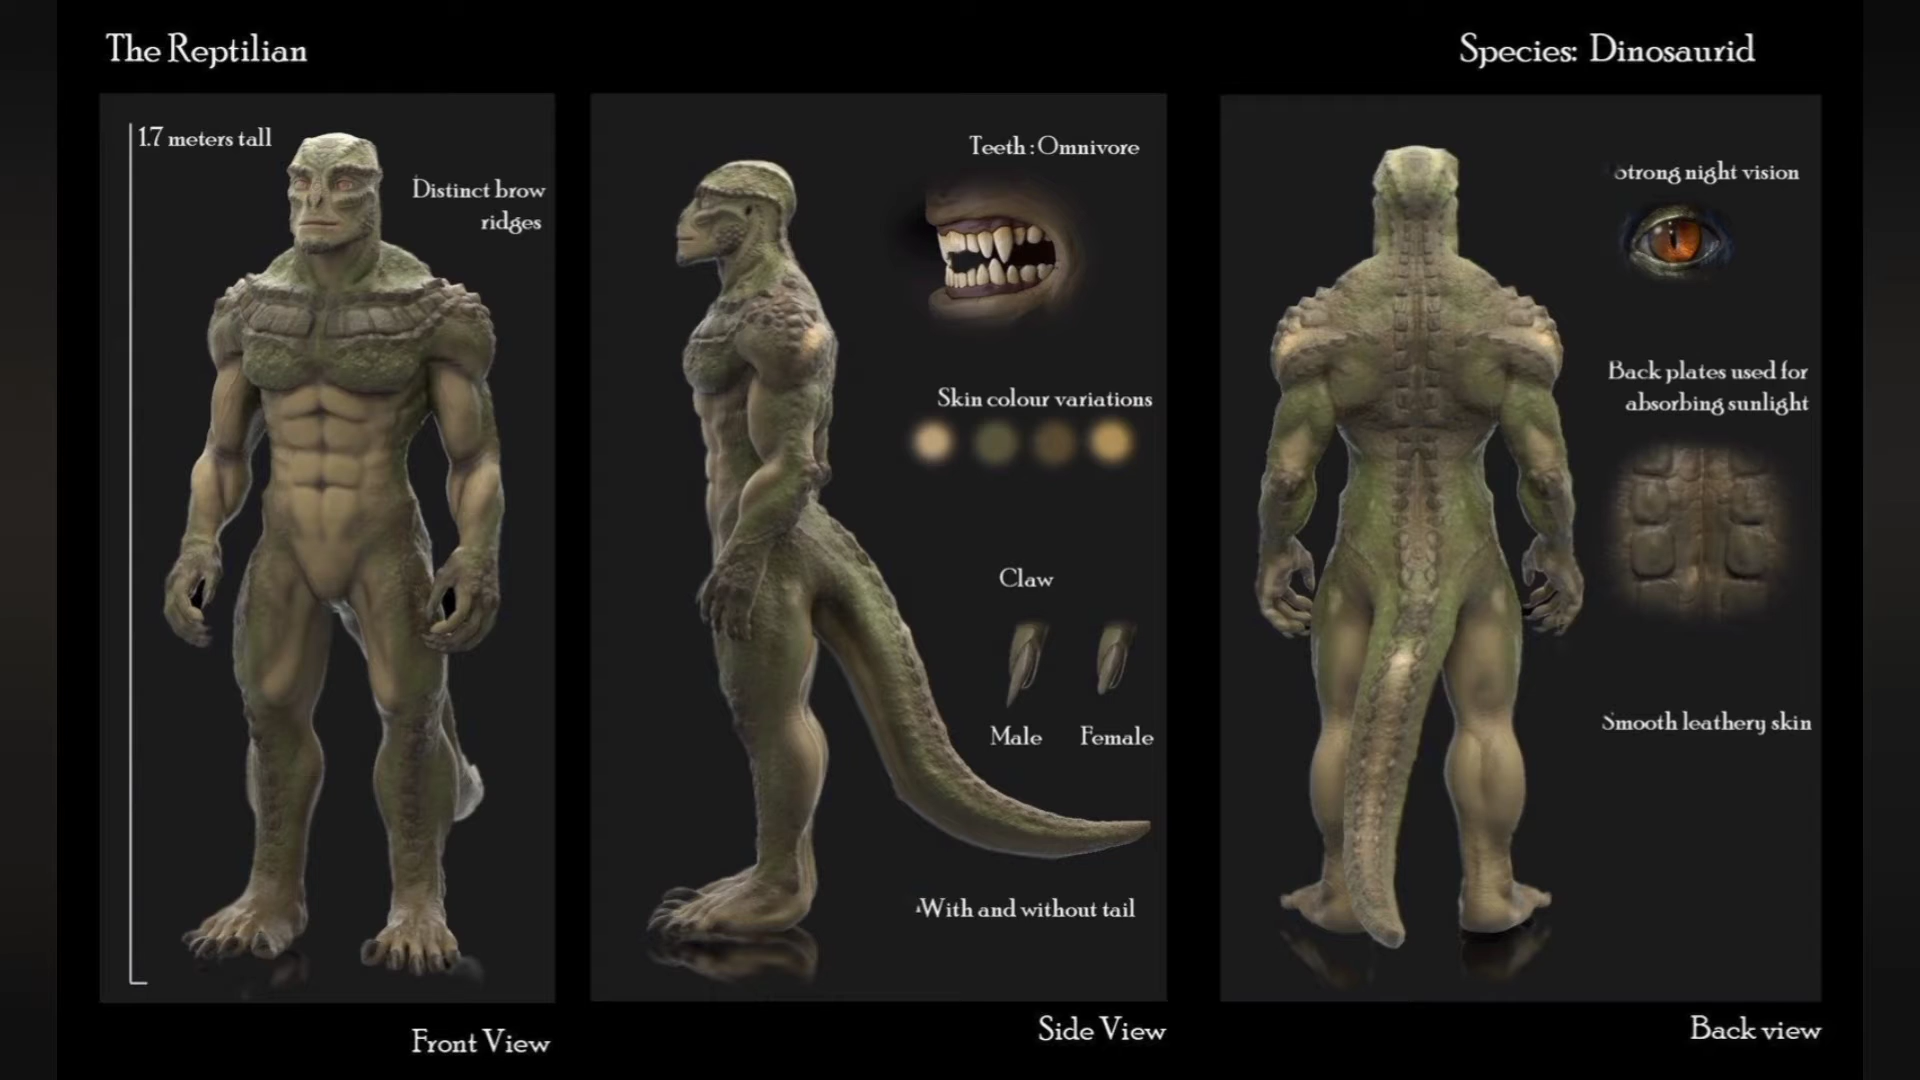 The Reptilian
Species: Dinosaurid
1.7 meters tall
Distinct brow
ridges
Front View
Teeth : Omnivore
Skin colour variations
Claw
Male
Female
With and without tail
Side View
Strong night vision
Back plates used for
absorbing sunlight
Smooth leathery skin
Back view